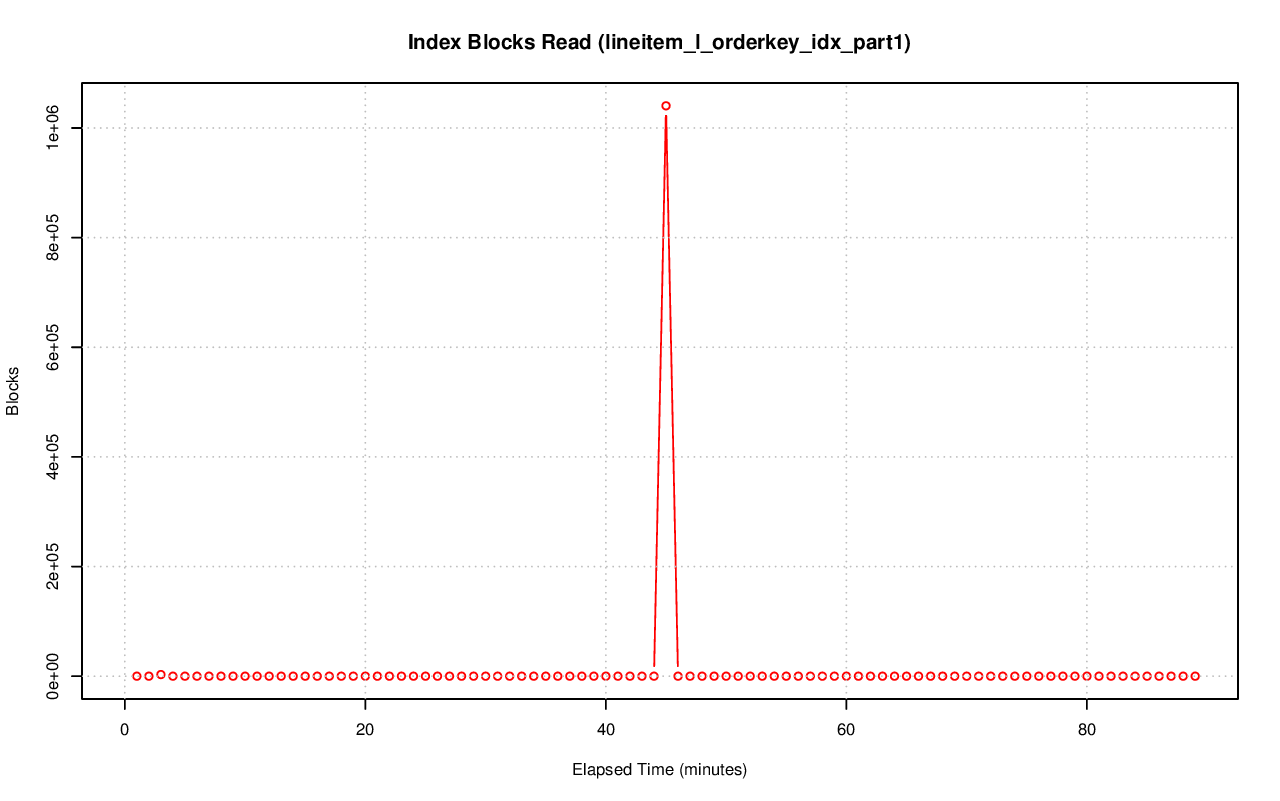 Index Blocks Read (lineitem_l_orderkey_idx_part1)
1e+06
8e+05
6e+05
4e+05
2e+05
0e+00
Blocks
0 20 40 60 80
Elapsed Time (minutes)